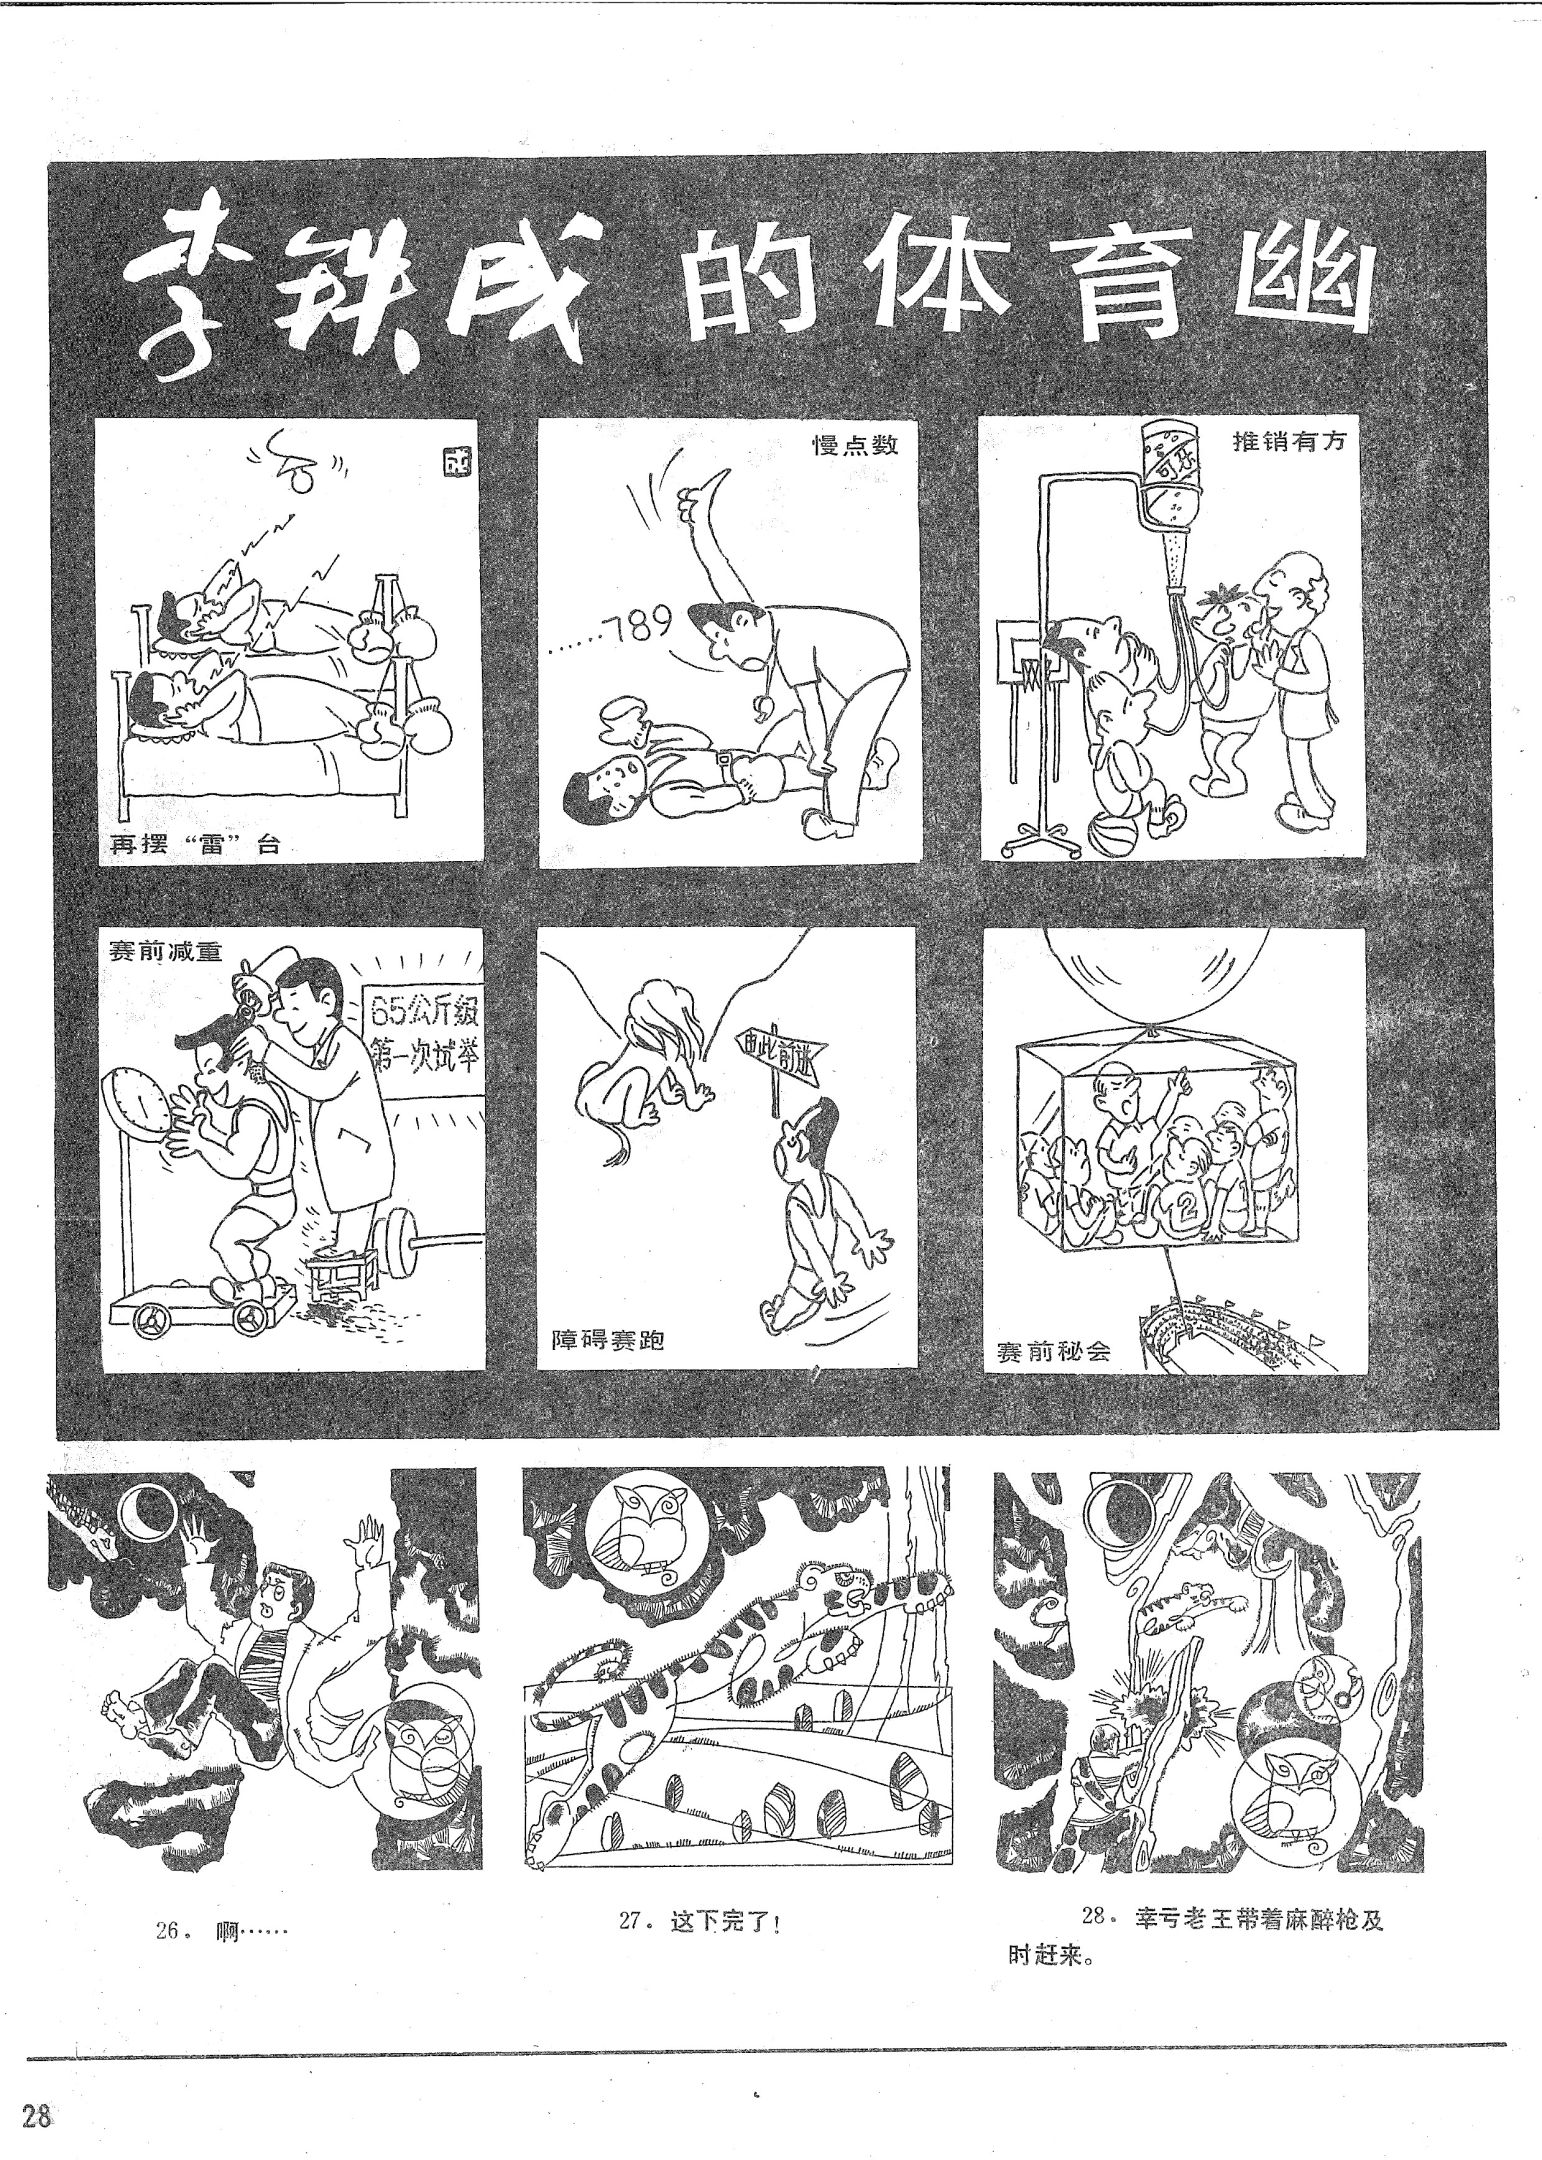 李铁成的体育幽
成
再摆“雷”台
慢点数
……789
推销有方
可乐
赛前减重
65公斤级
第一次试举
由此前进
障碍赛跑
2
赛前秘会
26。 啊……
27。这下完了！
28。幸亏老王带着麻醉枪及
时赶来。
28